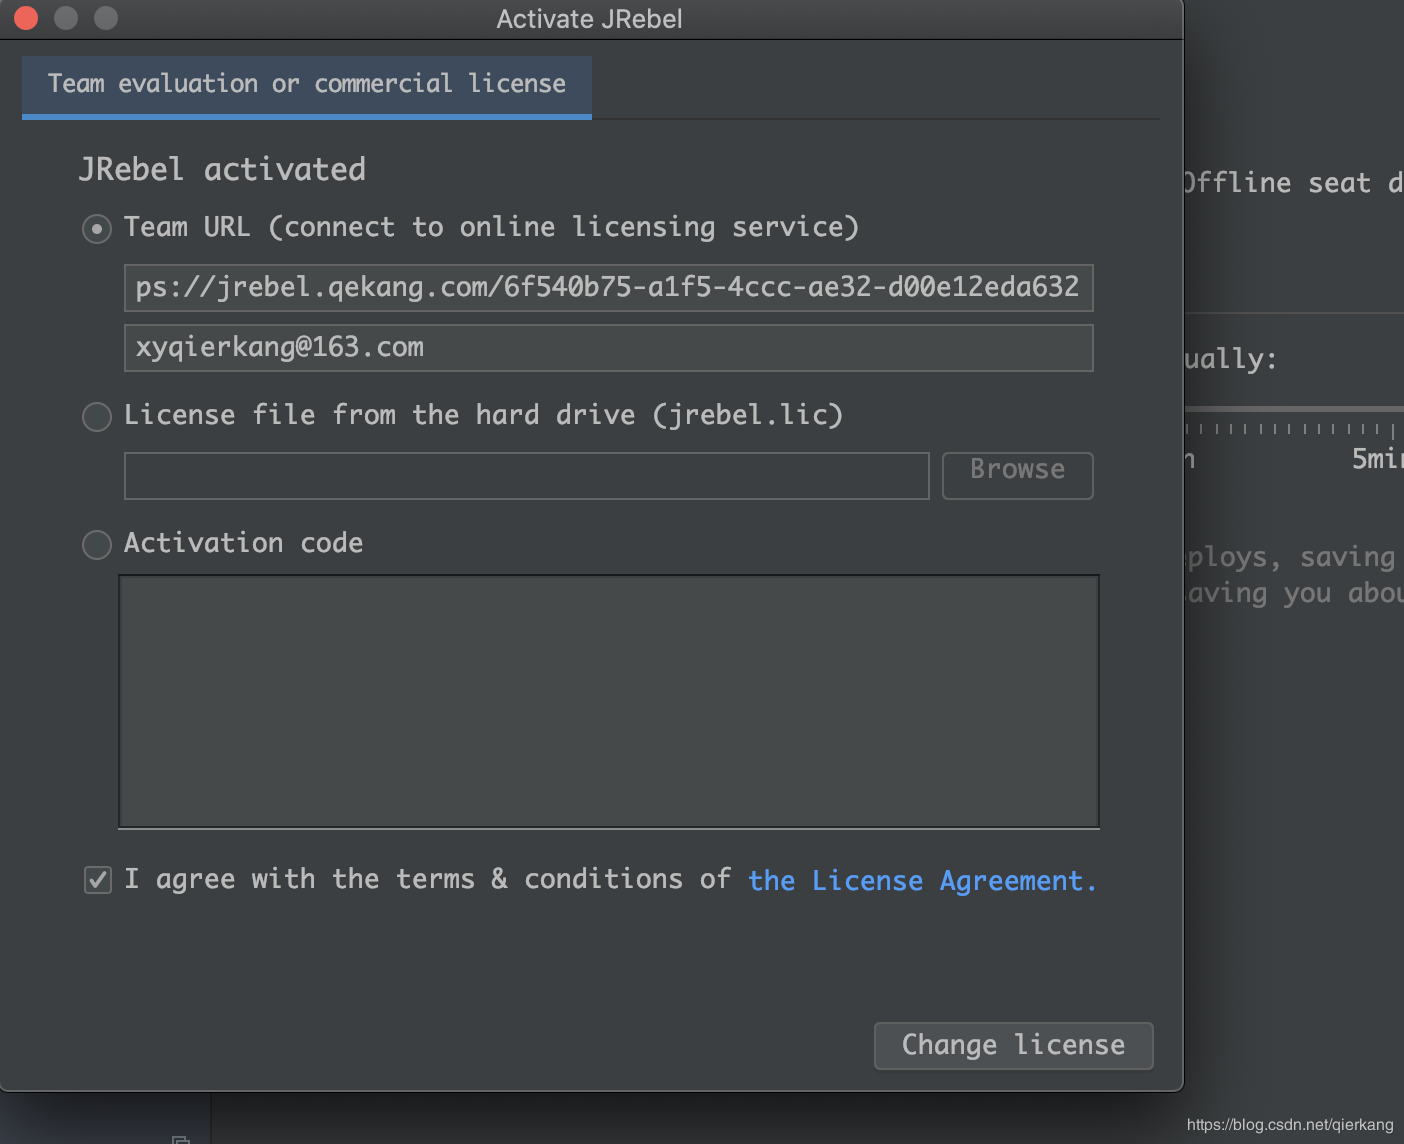 Activate JRebel
Team evaluation or commercial license
JRebel activated
Team URL (connect to online licensing service)
ps://jrebel.qekang.com/6f540b75-a1f5-4ccc-ae32-d00e12eda632
xyqierkang@163.com
License file from the hard drive (jrebel.lic)
Browse
Activation code
I agree with the terms & conditions of the License Agreement.
Change license
Offline seat d
ually:
n 5min
ploys, saving
aving you abou
https://blog.csdn.net/qierkang